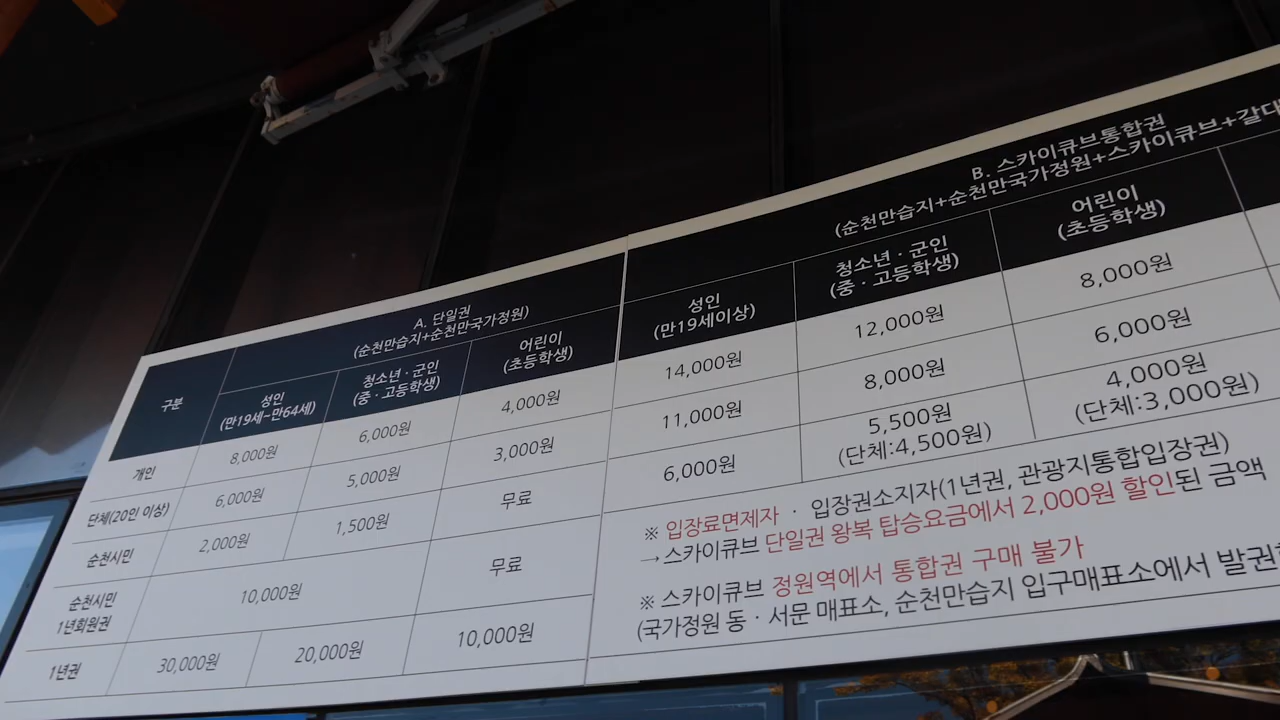 구분
A. 단일권
(순천만습지+순천만국가정원)
성인
(만19세~만64세)
청소년 · 군인
(중 · 고등학생)
어린이
(초등학생)
개인
8,000원
6,000원
4,000원
단체(20인 이상)
6,000원
5,000원
3,000원
순천시민
2,000원
1,500원
무료
순천시민
1년회원권
10,000원
무료
1년권
30,000원
20,000원
10,000원
B. 스카이큐브통합권
(순천만습지+순천만국가정원+스카이큐브+갈대
성인
(만19세이상)
청소년 · 군인
(중 · 고등학생)
어린이
(초등학생)
14,000원
12,000원
8,000원
11,000원
8,000원
6,000원
6,000원
5,500원
(단체:4,500원)
4,000원
(단체:3,000원)
※ 입장료면제자 · 입장권소지자(1년권, 관광지통합입장권)
→스카이큐브 단일권 왕복 탑승요금에서 2,000원 할인된 금액
※ 스카이큐브 정원역에서 통합권 구매 불가
(국가정원 동 · 서문 매표소, 순천만습지 입구매표소에서 발권